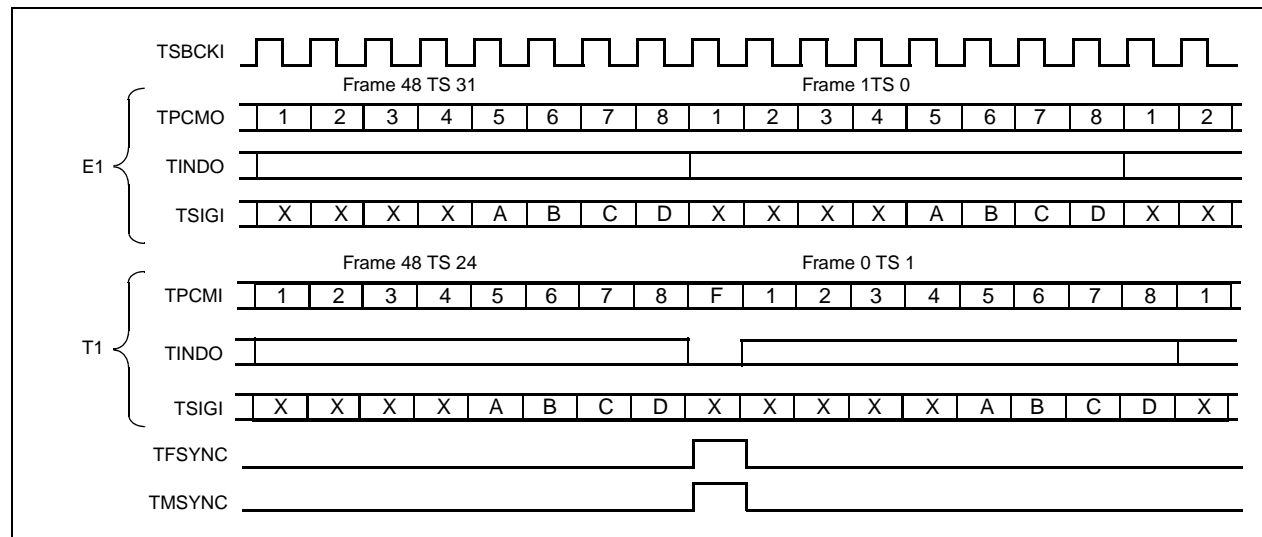 TSBCKI
Frame 48 TS 31 Frame 1TS 0
E1
TPCMO 1 2 3 4 5 6 7 8 1 2 3 4 5 6 7 8 1 2
TINDO
TSIGI X X X X A B C D X X X X A B C D X X
Frame 48 TS 24 Frame 0 TS 1
T1
TPCMI 1 2 3 4 5 6 7 8 F 1 2 3 4 5 6 7 8 1
TINDO
TSIGI X X X X A B C D X X X X X A B C D X
TFSYNC
TMSYNC